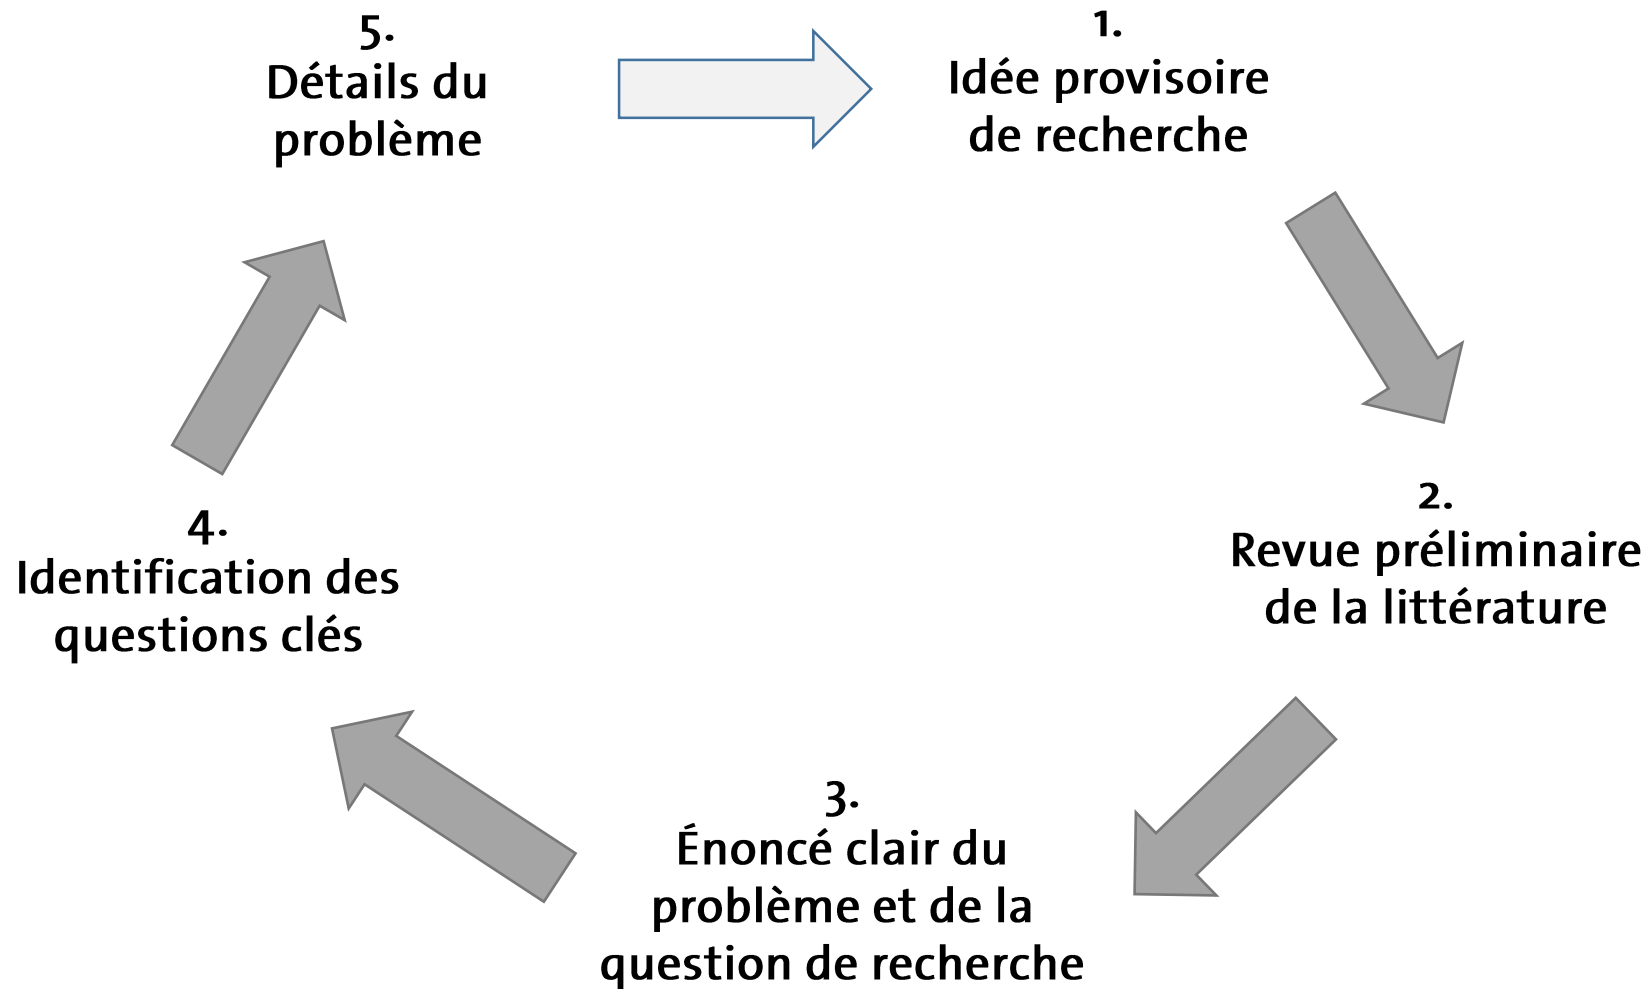 1.
Idée provisoire
de recherche
2.
Revue préliminaire
de la littérature
3.
Énoncé clair du
problème et de la
question de recherche
4.
Identification des
questions clés
5.
Détails du
problème